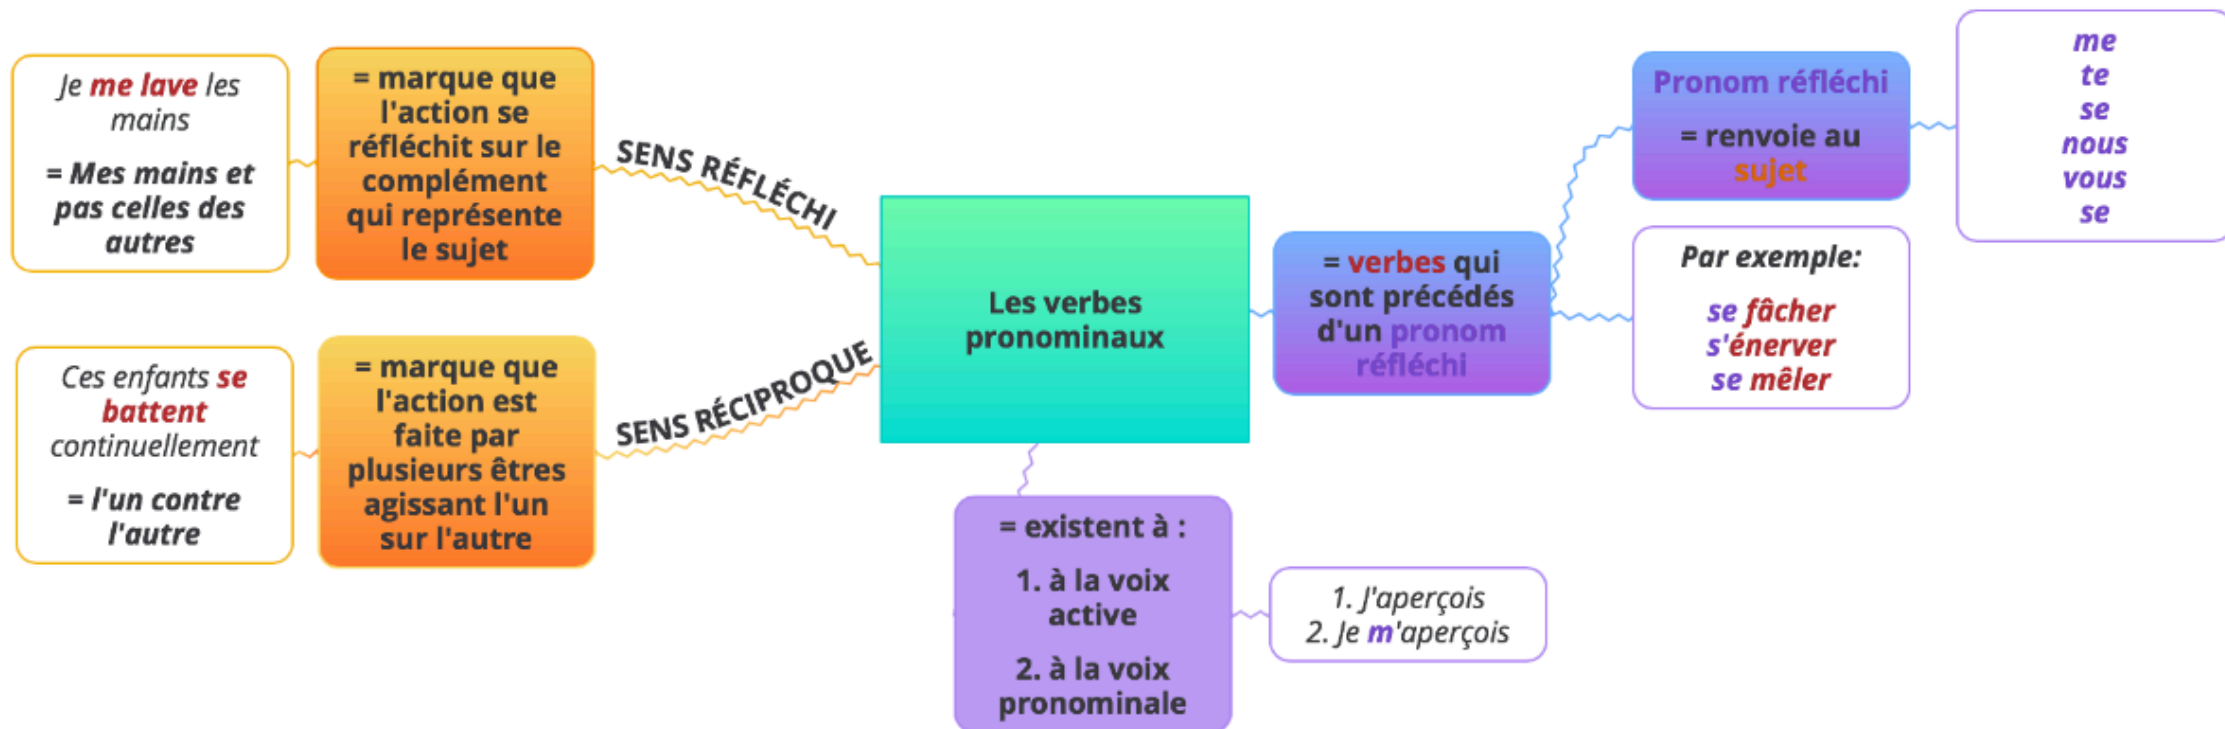 Je me lave les
mains
= Mes mains et
pas celles des
autres
= marque que
l'action se
réfléchit sur le
complément
qui représente
le sujet
SENS RÉFLÉCHI
Ces enfants se
battent
continuellement
= l'un contre
l'autre
= marque que
l'action est
faite par
plusieurs êtres
agissant l'un
sur l'autre
SENS RÉCIPROQUE
Les verbes
pronominaux
= verbes qui
sont précédés
d'un pronom
réfléchi
Pronom réfléchi
= renvoie au
sujet
me
te
se
nous
vous
se
Par exemple:
se fâcher
s'énerver
se mêler
= existent à :
1. à la voix
active
2. à la voix
pronominale
1. J'aperçois
2. Je m'aperçois